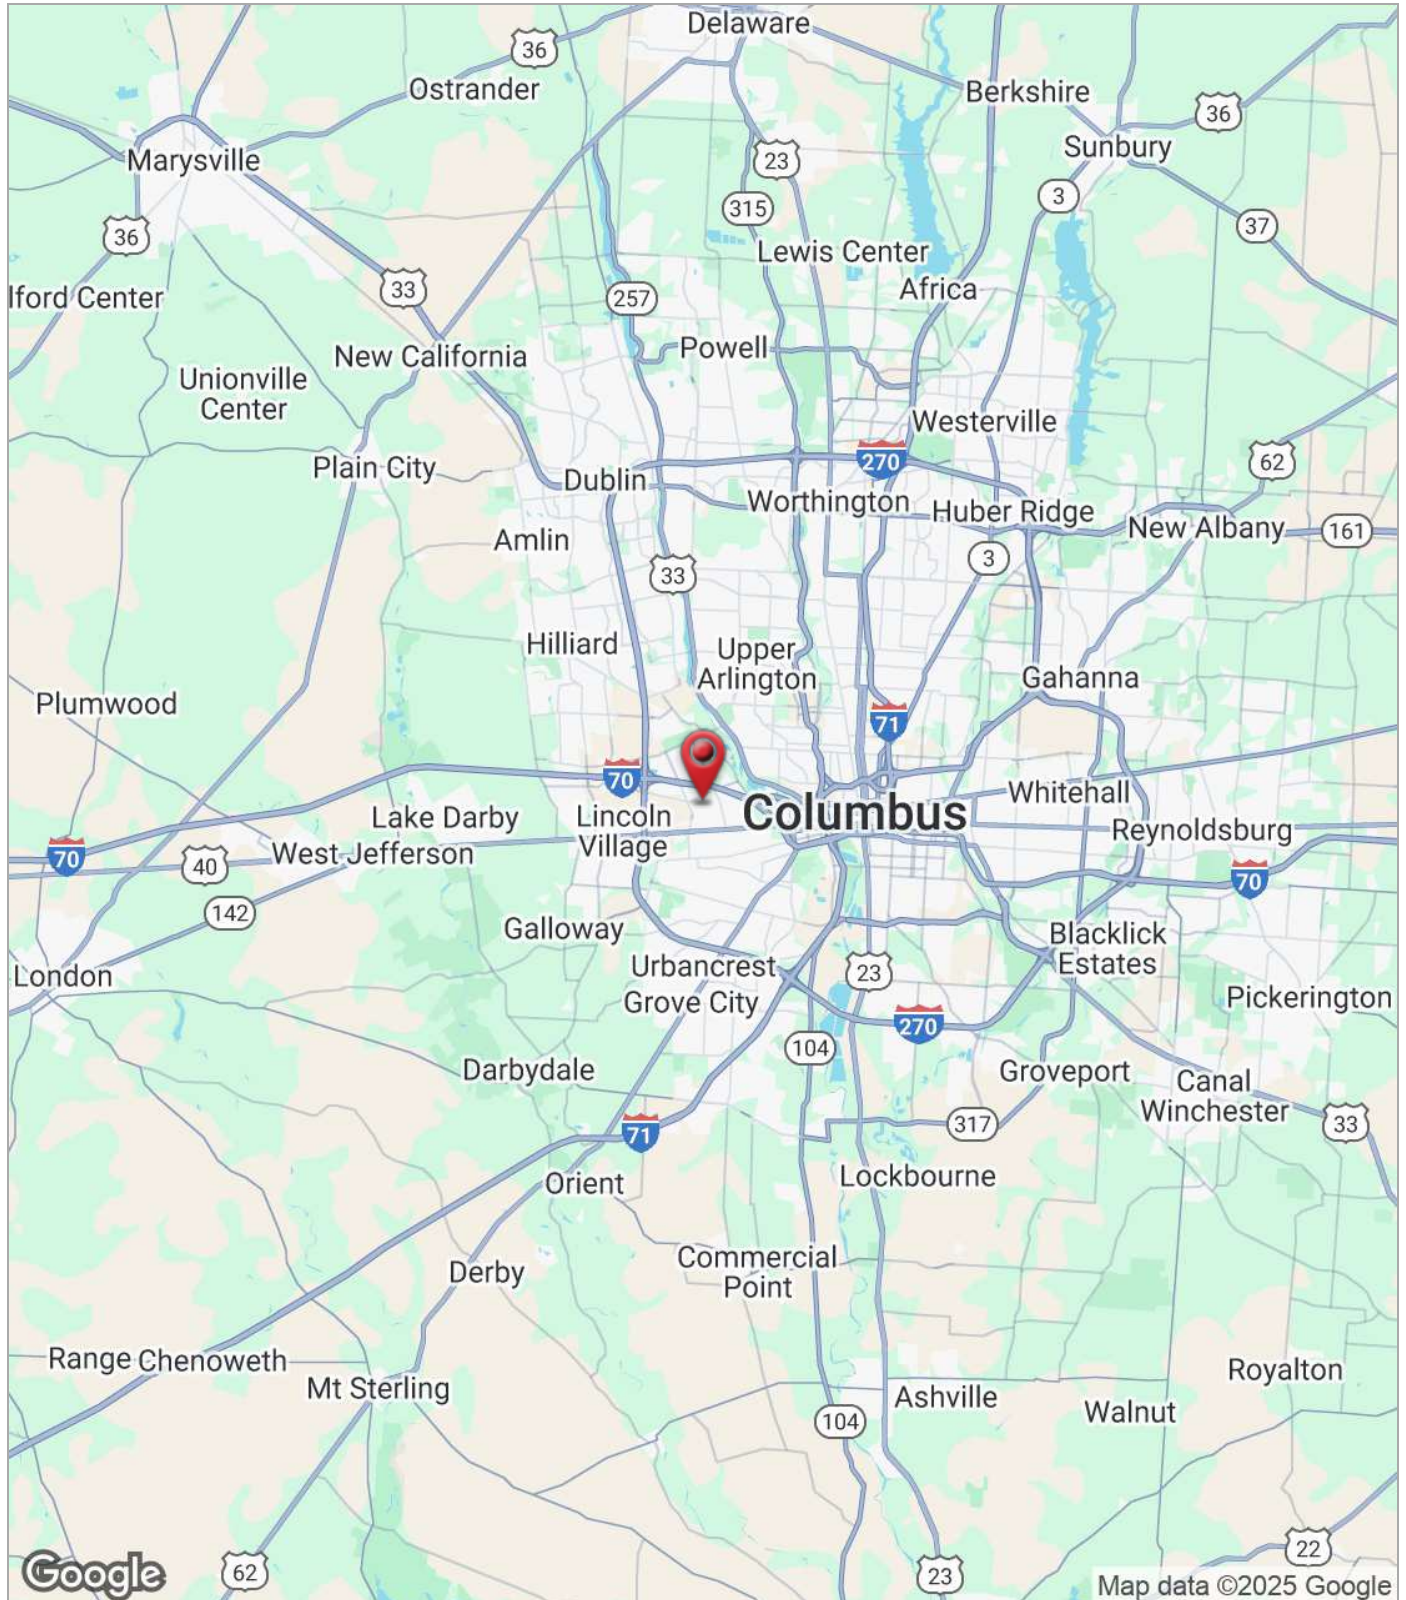 Delaware
36
Ostrander
Berkshire
36
Sunbury
Marysville
23
3
315
37
36
Lewis Center
33
Africa
lford Center
257
New California
Powell
Unionville
Center
Westerville
270
62
Plain City
Dublin
Worthington
Huber Ridge
New Albany
161
Amlin
3
33
Hilliard
Upper
Arlington
Gahanna
Plumwood
71
70
Whitehall
Lake Darby
Lincoln
Village
Columbus
Reynoldsburg
70
40
West Jefferson
70
142
Galloway
Blacklick
Estates
London
Urbancrest
23
Grove City
Pickerington
270
104
Darbydale
Groveport
Canal
Winchester
71
317
33
Orient
Lockbourne
Commercial
Point
Derby
Range
Chenoweth
Royalton
Mt Sterling
Ashville
Walnut
104
22
Google
62
23
Map data ©2025 Google